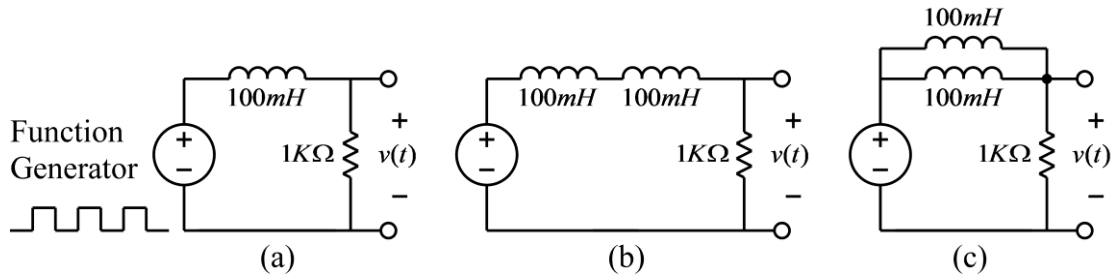 Function
Generator
+
−
100mH
1KΩ
+
v(t)
−
(a)
+
−
100mH 100mH
1KΩ
+
v(t)
−
(b)
100mH
100mH
+
−
1KΩ
+
v(t)
−
(c)